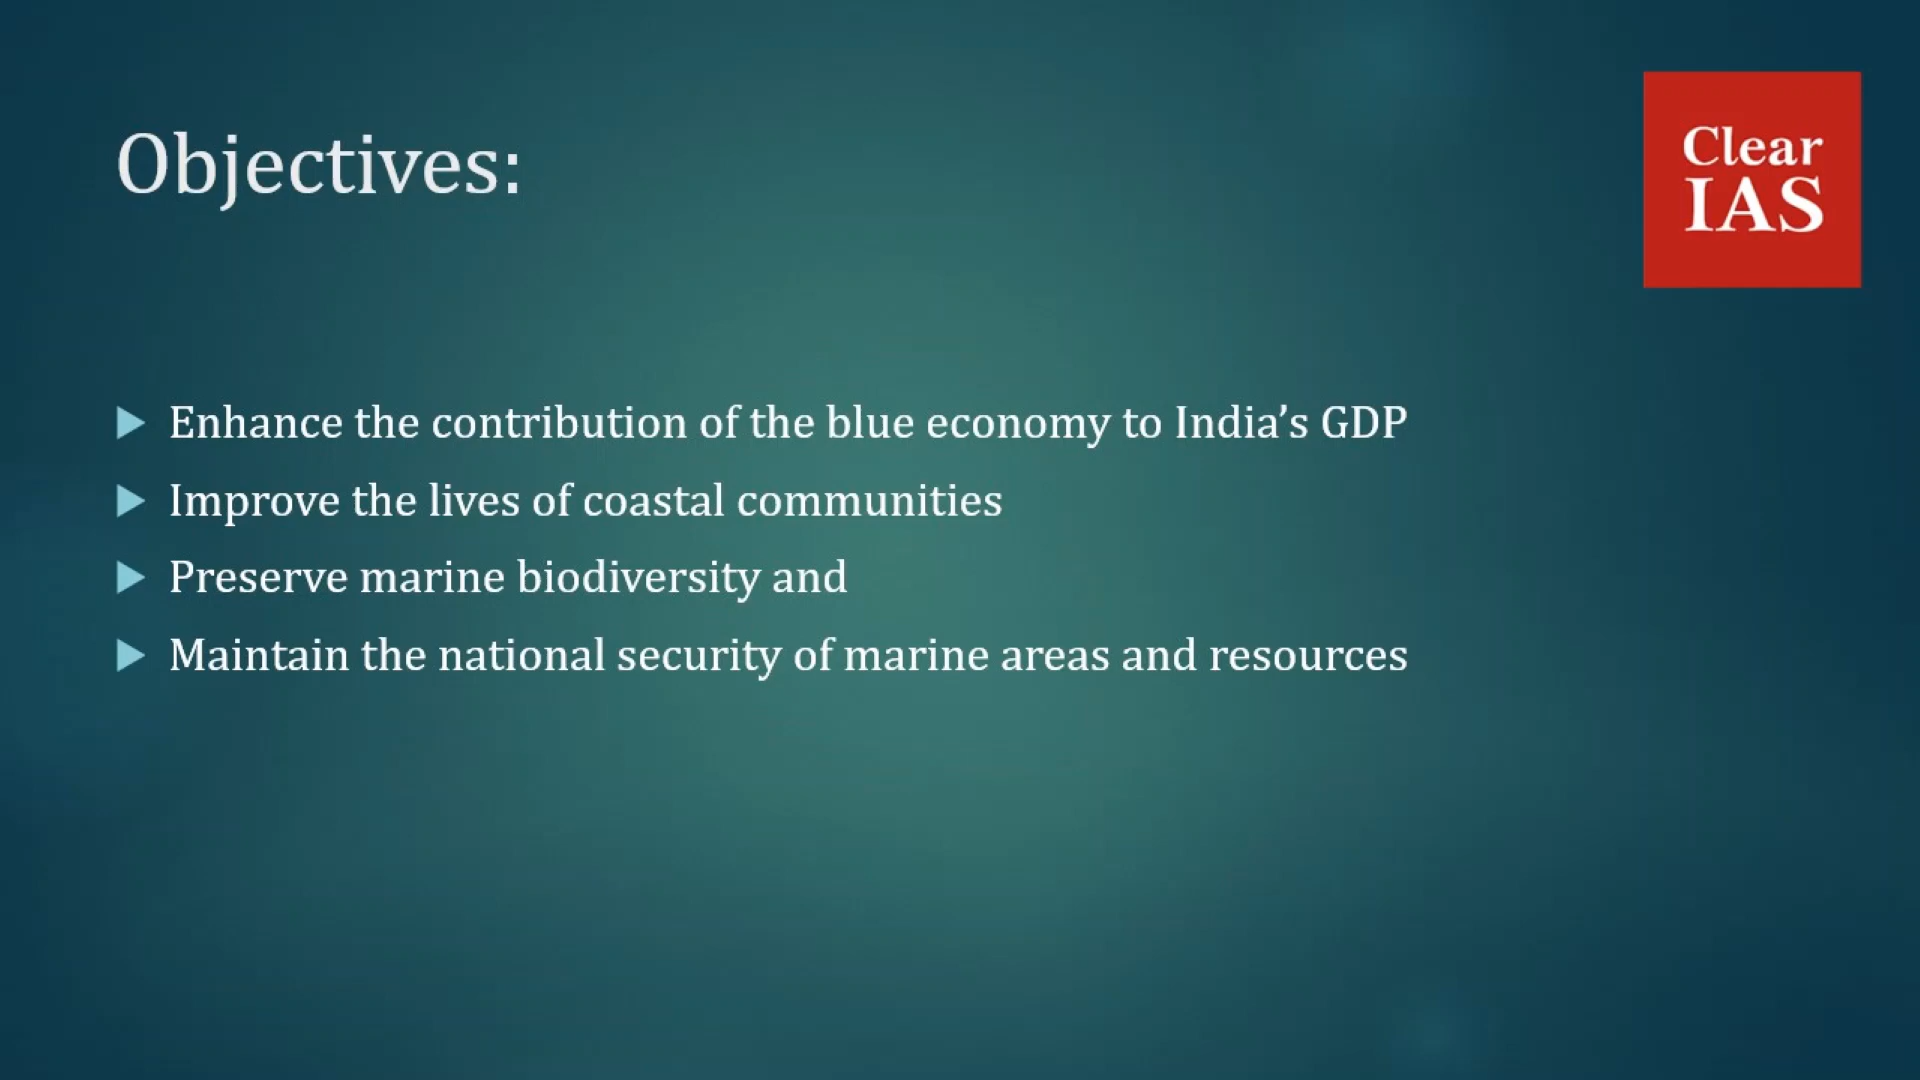 Objectives:
Clear
IAS
Enhance the contribution of the blue economy to India’s GDP
Improve the lives of coastal communities
Preserve marine biodiversity and
Maintain the national security of marine areas and resources